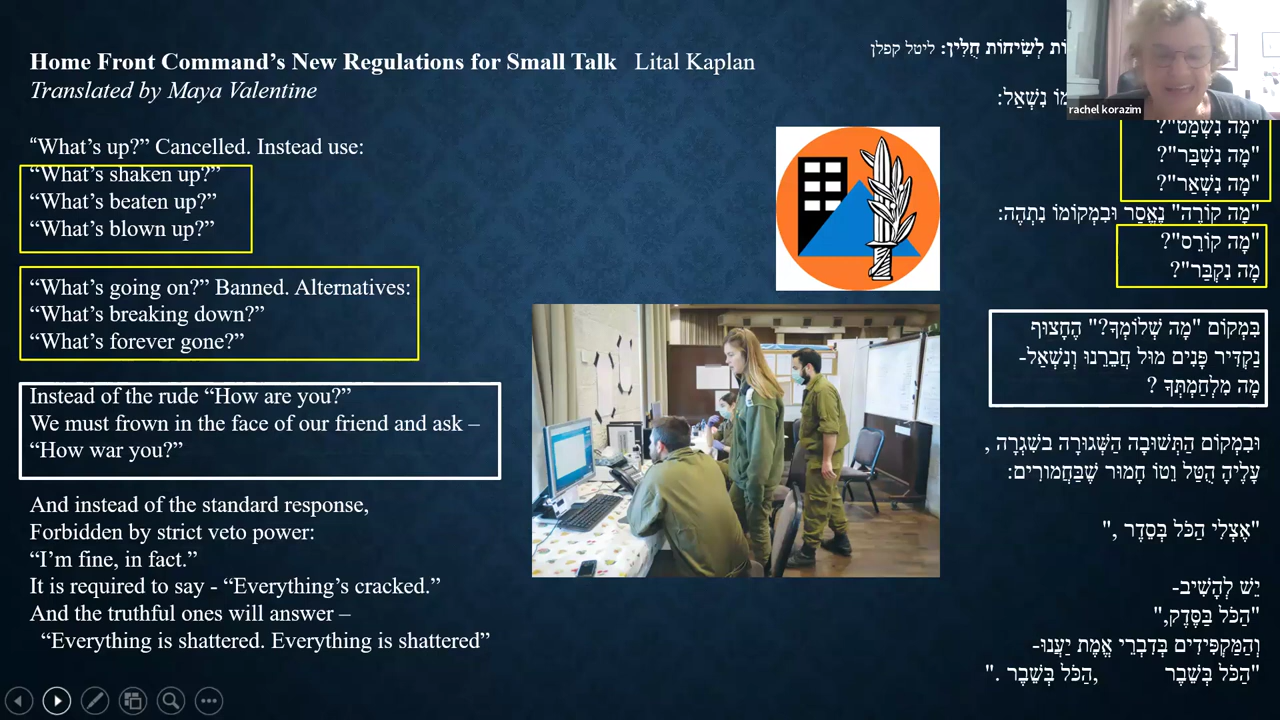 Home Front Command’s New Regulations for Small Talk Lital Kaplan
Translated by Maya Valentine
“What’s up?” Cancelled. Instead use:
“What’s shaken up?”
“What’s beaten up?”
“What’s blown up?”
“What’s going on?” Banned. Alternatives:
“What’s breaking down?”
“What’s forever gone?”
Instead of the rude “How are you?”
We must frown in the face of our friend and ask –
“How war you?”
And instead of the standard response,
Forbidden by strict veto power:
“I’m fine, in fact.”
It is required to say - “Everything’s cracked.”
And the truthful ones will answer –
“Everything is shattered. Everything is shattered”
לְשִׂיחוֹת חֻלִּין: ליטל קפלן
נִשְׁאַל:
"מָה נִשְׁמַט"?
"מָה נִשְׁבַּר"?
"מָה נִשְׁאַר"?
"מָה קוֹרֶה" נֶאֱסַר וּבִמְקוֹמוֹ נִתְהֶה:
"מָה קוֹרֵס"?
מָה נִקְבַּר"?
בִּמְקוֹם "מָה שְׁלוֹמְךָ?" הֶחָצוּף
נַקְדִּיר פָּנִים מוּל חֲבֵרֵנוּ וְנִשְׁאַל-
מָה מִלְחַמְתְּךָ ?
וּבִמְקוֹם הַתְּשׁוּבָה הַשְּׁגוּרָה בשִׁגְרָה ,
עָלֶיהָ הֻטַּל וֵטוֹ חָמוּר שֶׁבַּחֲמוּרִים:
"אֶצְלִי הַכֹּל בְּסֵדֶר ,"
יֵשׁ לְהָשִׁיב-
"הַכֹּל בַּסֶּדֶק,"
וְהַמַּקְפִּידִים בְּדִבְרֵי אֱמֶת יַעֲנוּ-
"הַכֹּל בְּשֵׁבֶר ,הַכֹּל בְּשֵׁבֶר ."
rachel korazim